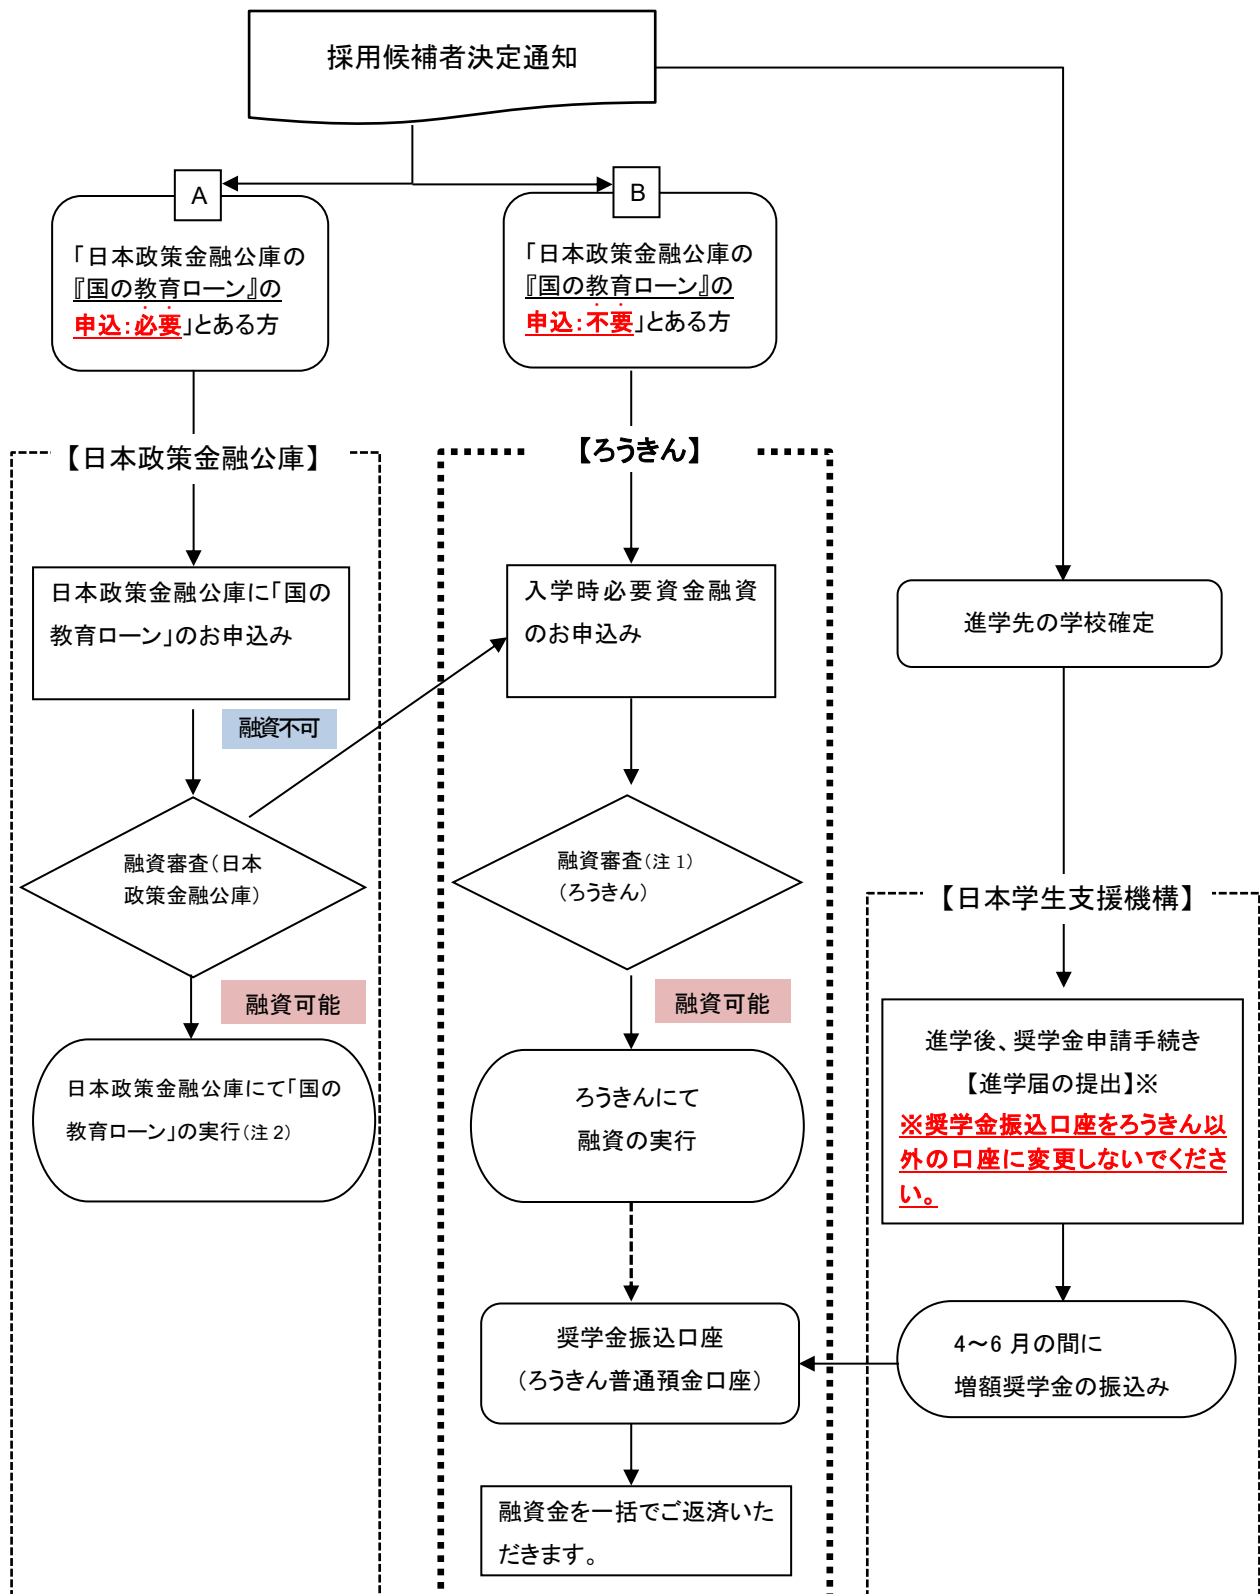 採用候補者決定通知
A
「日本政策金融公庫の
『国の教育ローン』の
申込:必要」とある方
B
「日本政策金融公庫の
『国の教育ローン』の
申込:不要」とある方
【日本政策金融公庫】
日本政策金融公庫に「国の
教育ローン」のお申込み
融資不可
融資審査(日本
政策金融公庫)
融資可能
日本政策金融公庫にて「国の
教育ローン」の実行(注 2)
【ろうきん】
入学時必要資金融資
のお申込み
融資審査(注 1)
(ろうきん)
融資可能
ろうきんにて
融資の実行
奨学金振込口座
(ろうきん普通預金口座)
融資金を一括でご返済いた
だきます。
進学先の学校確定
【日本学生支援機構】
進学後、奨学金申請手続き
【進学届の提出】※
※奨学金振込口座をろうきん以
外の口座に変更しないでくださ
い。
4～6 月の間に
増額奨学金の振込み